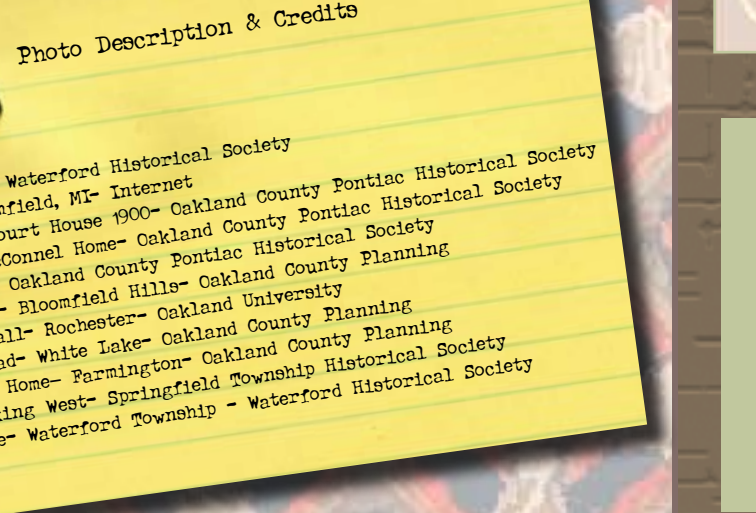 Photo Description & Credits
Waterford Historical Society
nfield, MI- Internet
ourt House 1900- Oakland County Pontiac Historical Society
Connel Home- Oakland County Pontiac Historical Society
Oakland County Pontiac Historical Society
- Bloomfield Hills- Oakland County Planning
all- Rochester- Oakland University
ad- White Lake- Oakland County Planning
Home- Farmington- Oakland County Planning
king West- Springfield Township Historical Society
e- Waterford Township - Waterford Historical Society